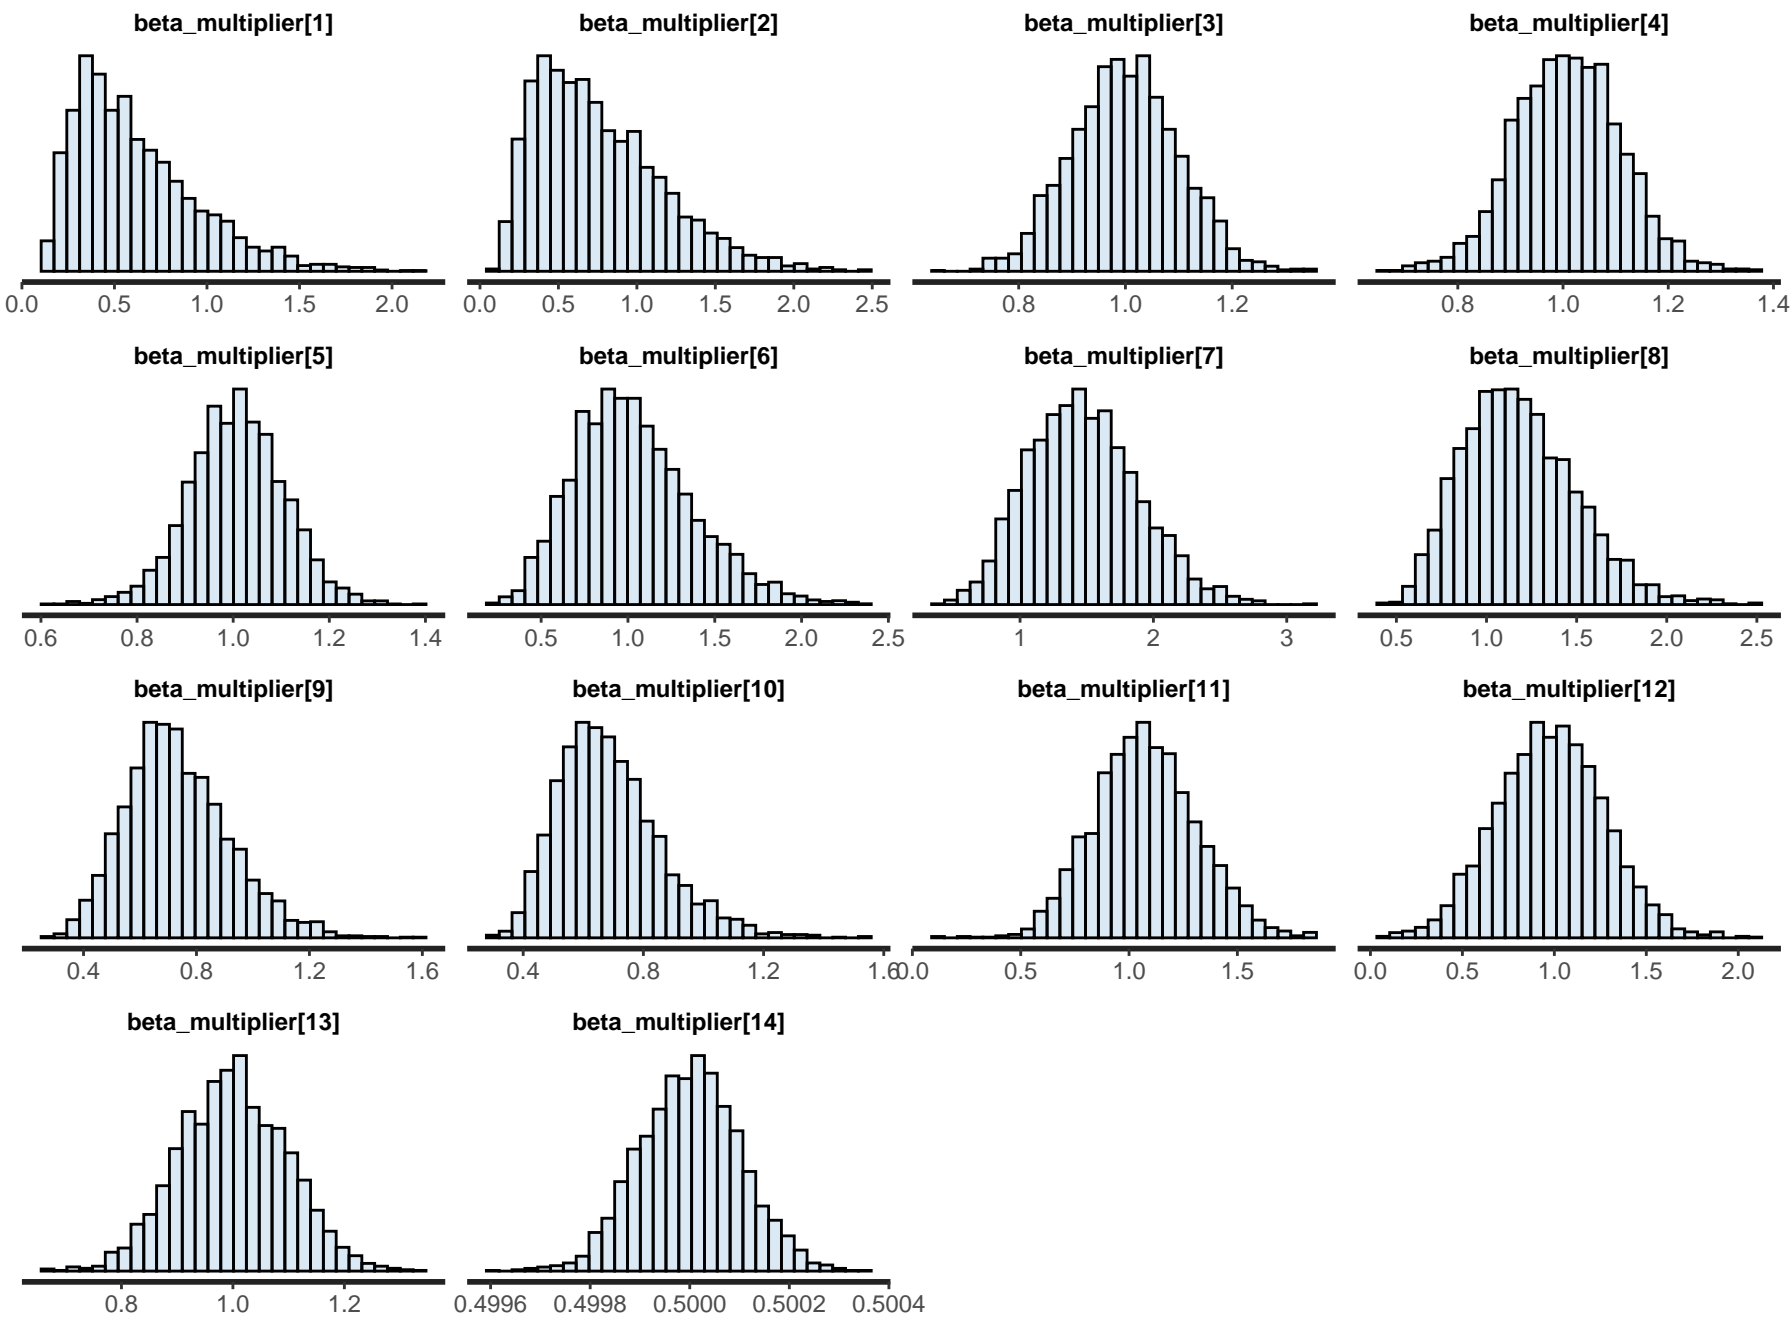 beta_multiplier[1] beta_multiplier[2] beta_multiplier[3] beta_multiplier[4]
0.0 0.5 1.0 1.5 2.0 0.0 0.5 1.0 1.5 2.0 2.5 0.8 1.0 1.2 0.8 1.0 1.2 1.4
beta_multiplier[5] beta_multiplier[6] beta_multiplier[7] beta_multiplier[8]
0.6 0.8 1.0 1.2 1.4 0.5 1.0 1.5 2.0 2.5 1 2 3 0.5 1.0 1.5 2.0 2.5
beta_multiplier[9] beta_multiplier[10] beta_multiplier[11] beta_multiplier[12]
0.4 0.8 1.2 1.6 0.4 0.8 1.2 1.6 0.0 0.5 1.0 1.5 0.0 0.5 1.0 1.5 2.0
beta_multiplier[13] beta_multiplier[14]
0.8 1.0 1.2 0.4996 0.4998 0.5000 0.5002 0.5004